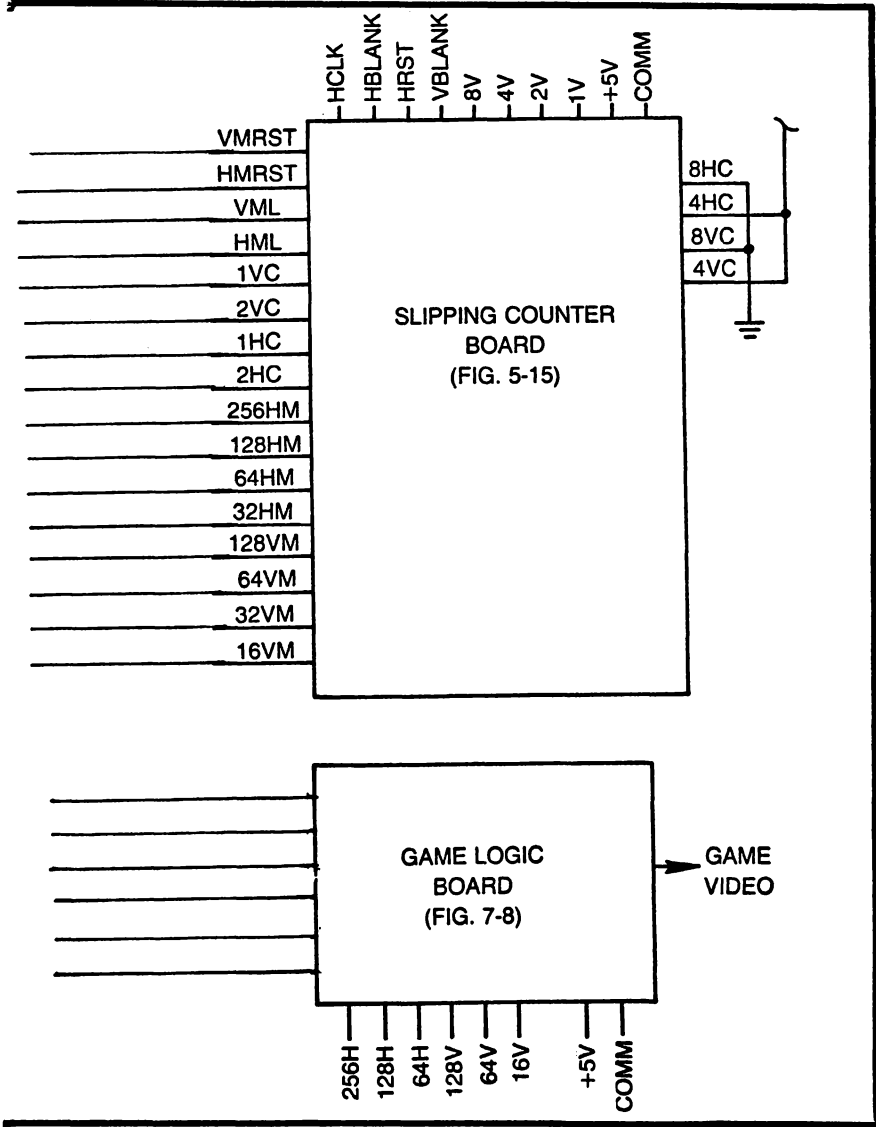 HCLK
HBLANK
HRST
VBLANK
8V
4V
2V
1V
+5V
COMM
VMRST
HMRST
VML
HML
1VC
2VC
1HC
2HC
256HM
128HM
64HM
32HM
128VM
64VM
32VM
16VM
SLIPPING COUNTER
BOARD
(FIG. 5-15)
8HC
4HC
8VC
4VC
GAME LOGIC
BOARD
(FIG. 7-8)
GAME
VIDEO
256H
128H
64H
128V
64V
16V
+5V
COMM